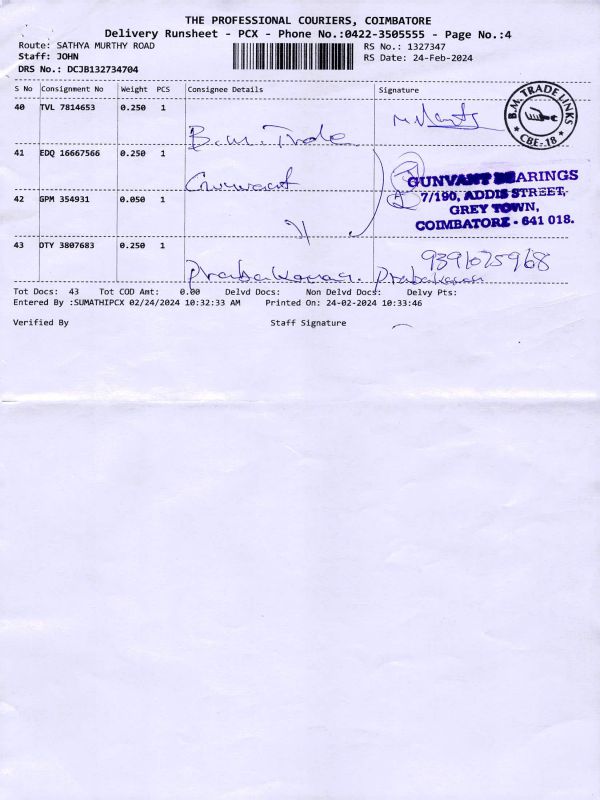 THE PROFESSIONAL COURIERS, COIMBATORE
Delivery Runsheet - PCX - Phone No.:0422-3505555 - Page No.:4
Route: SATHYA MURTHY ROAD
RS No.: 1327347
Staff: JOHN
RS Date: 24-Feb-2024
DRS No.: DCJB132734704
S No Consignment No Weight PCS Consignee Details Signature
40 TVL 7814653 0.250 1
B.M. Trade
B.M. TRADE LINKS
CBE-18
41 EDQ 16667566 0.250 1
Gunvant
GUNVANT BEARINGS
7/190, ADDIS STREET,
GREY TOWN,
COIMBATORE - 641 018.
42 GPM 354931 0.050 1
43 DTY 3807683 0.250 1
Prabakaran. Prabakaran
9391025968
Tot Docs: 43 Tot COD Amt: 0.00 Delvd Docs: Non Delvd Docs: Delvy Pts:
Entered By :SUMATHIPCX 02/24/2024 10:32:33 AM Printed On: 24-02-2024 10:33:46
Verified By Staff Signature